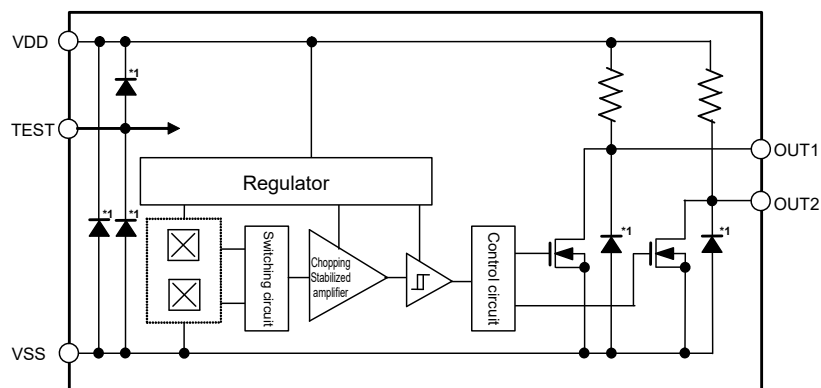 VDD
*1
TEST
OUT1
Regulator
OUT2
*1
*1
*1
*1
Switching circuit
Chopping
Stabilized
amplifier
Control circuit
VSS